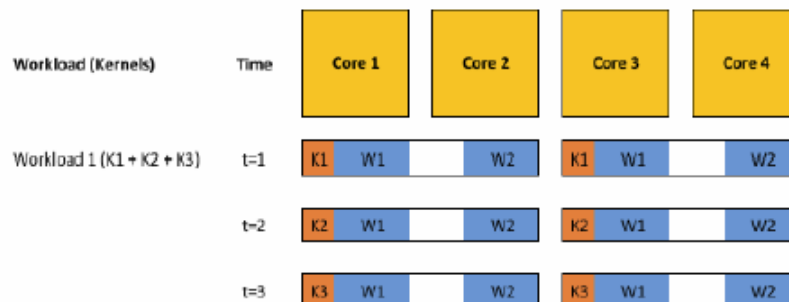 Workload (Kernels) Time Core 1 Core 2 Core 3 Core 4
Workload 1 (K1 + K2 + K3) t=1 K1 W1 W2 K1 W1 W2
t=2 K2 W1 W2 K2 W1 W2
t=3 K3 W1 W2 K3 W1 W2